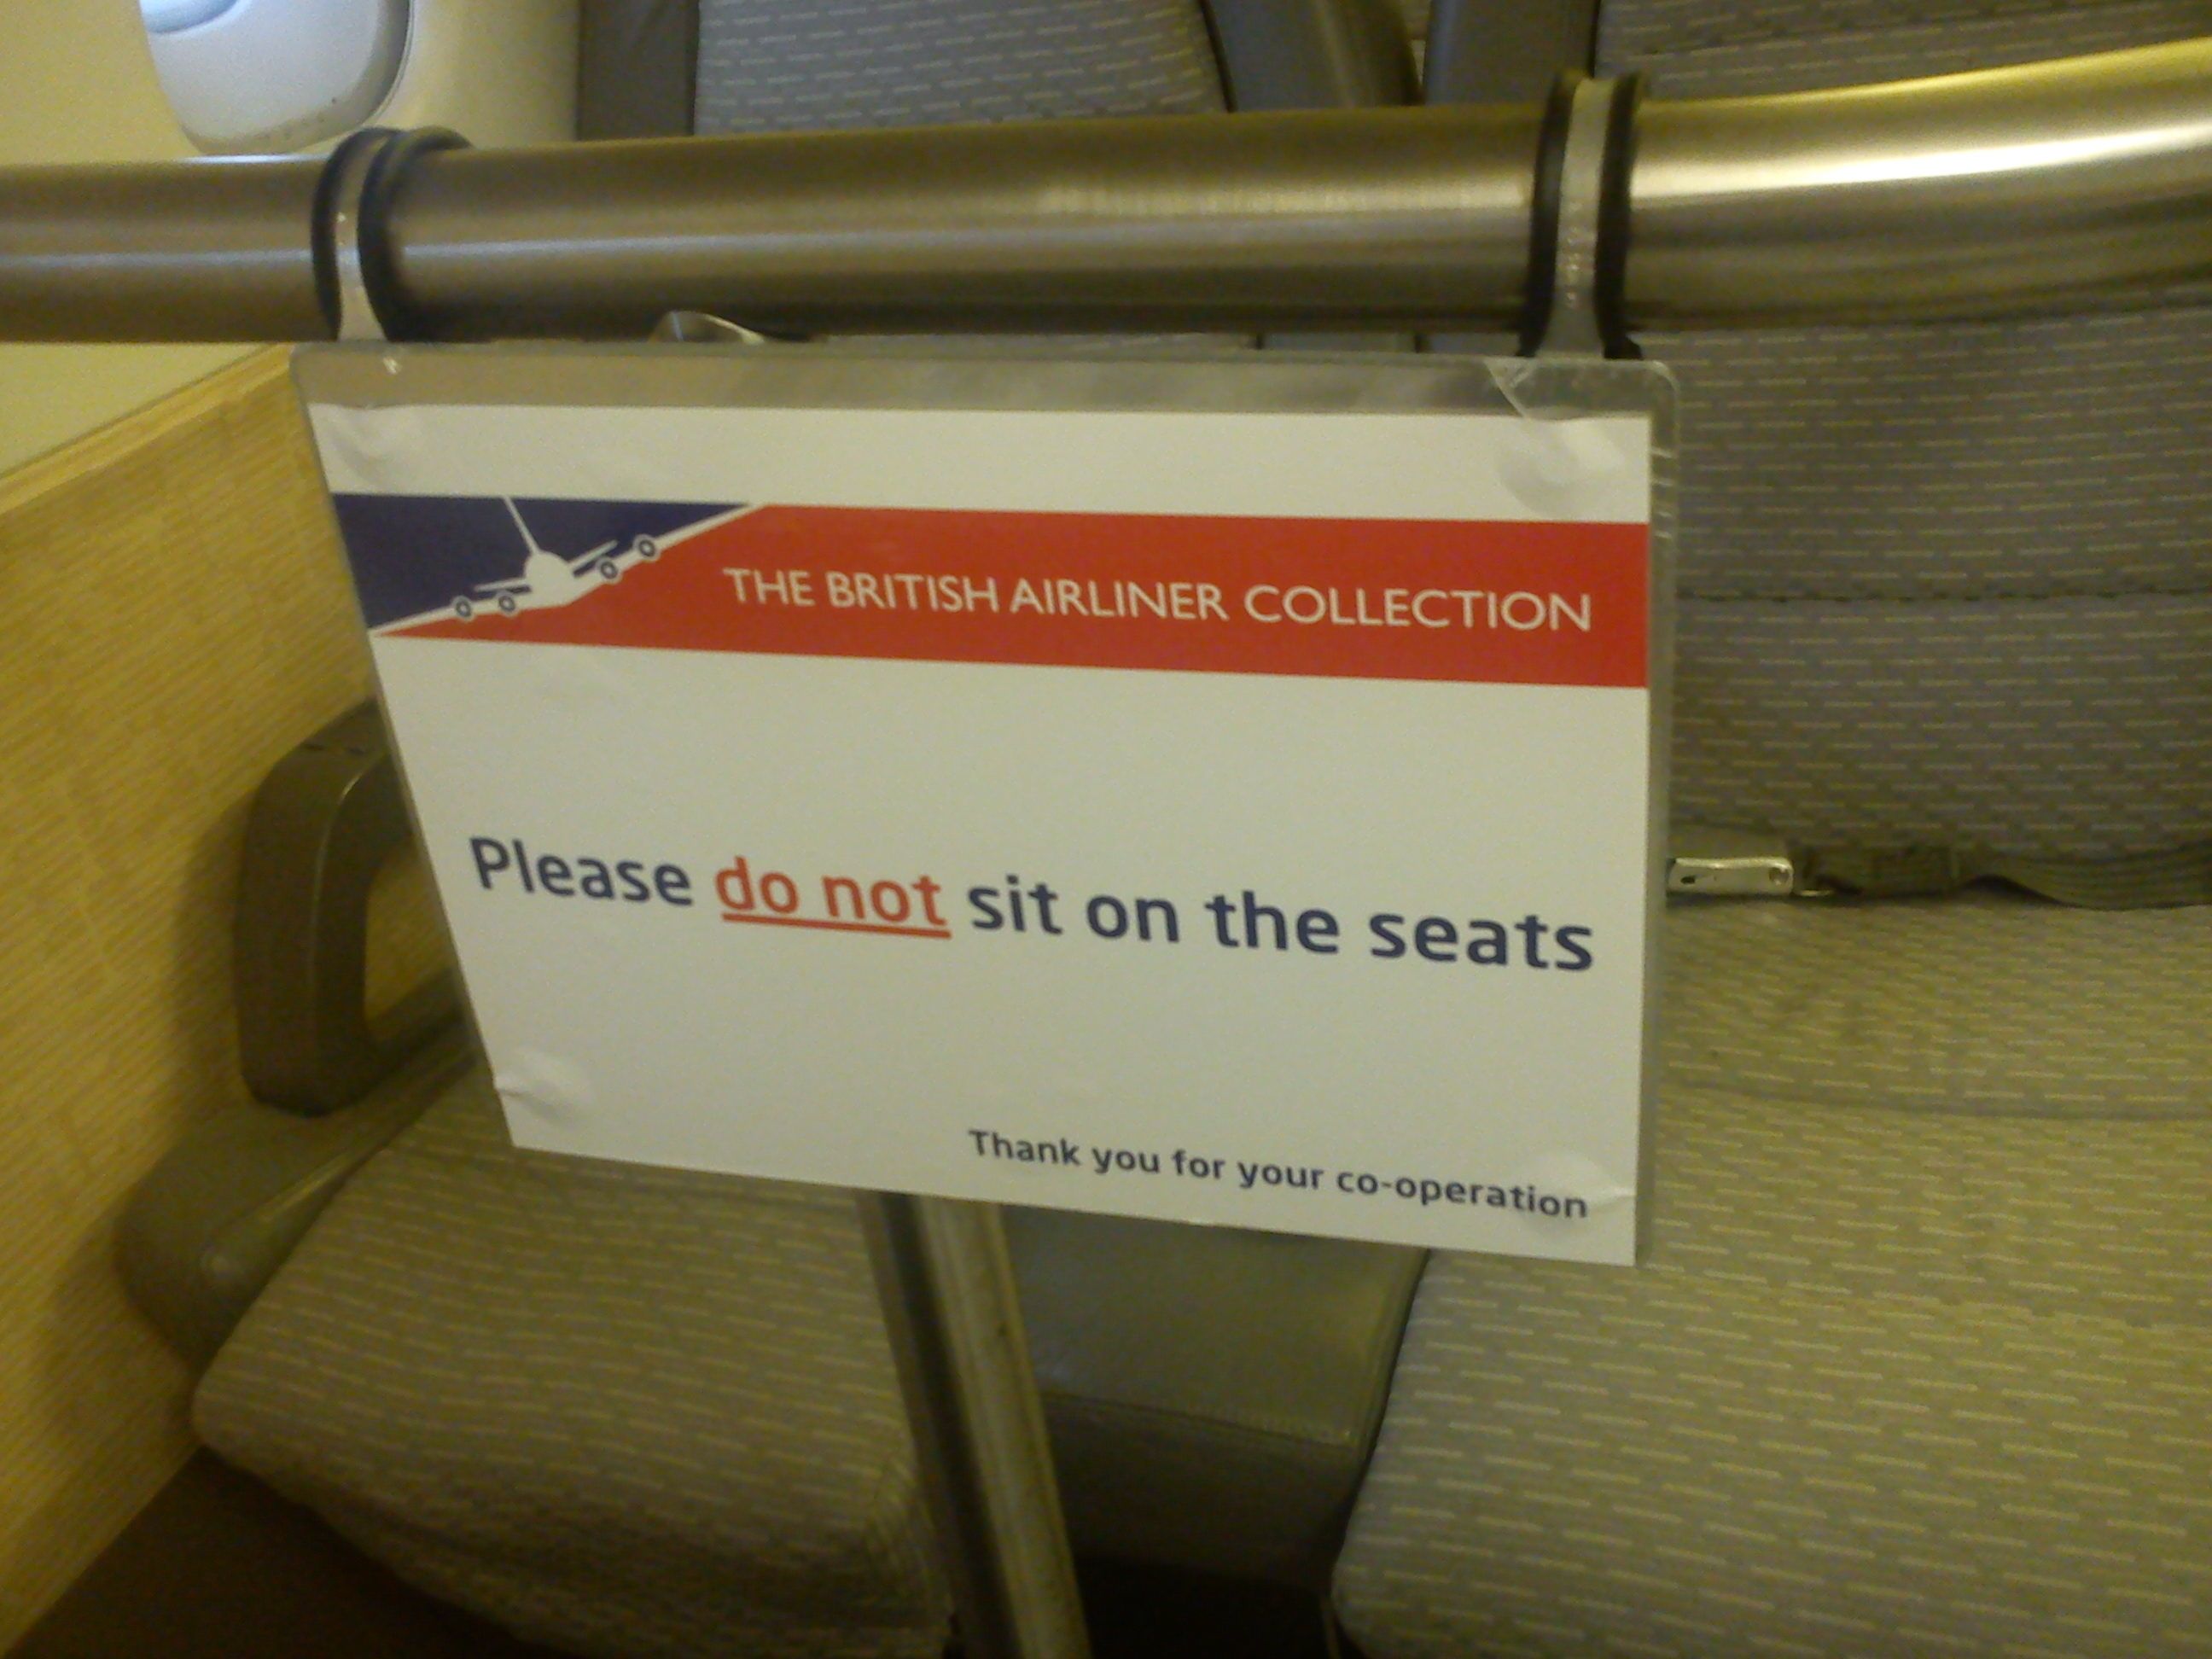 THE BRITISH AIRLINER COLLECTION
Please do not sit on the seats
Thank you for your co-operation